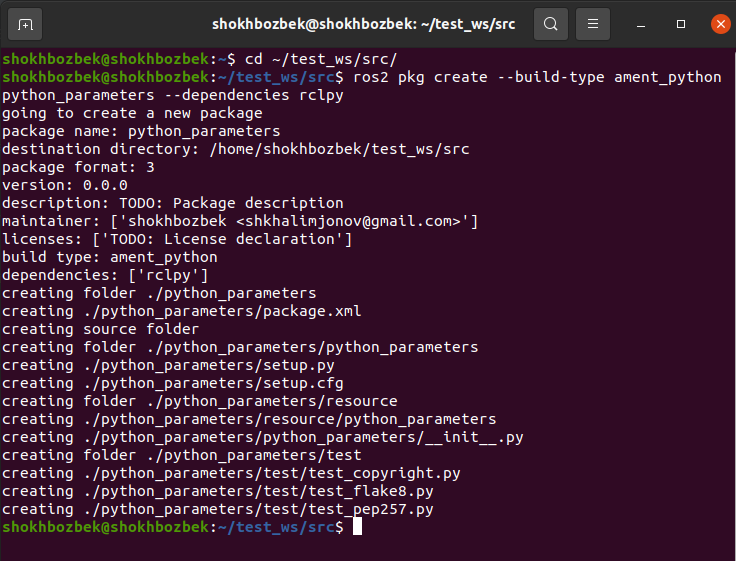 shokhbozbek@shokhbozbek: ~/test_ws/src
shokhbozbek@shokhbozbek:~$ cd ~/test_ws/src/
shokhbozbek@shokhbozbek:~/test_ws/src$ ros2 pkg create --build-type ament_python
python_parameters --dependencies rclpy
going to create a new package
package name: python_parameters
destination directory: /home/shokhbozbek/test_ws/src
package format: 3
version: 0.0.0
description: TODO: Package description
maintainer: ['shokhbozbek <shkhalimjonov@gmail.com>']
licenses: ['TODO: License declaration']
build type: ament_python
dependencies: ['rclpy']
creating folder ./python_parameters
creating ./python_parameters/package.xml
creating source folder
creating folder ./python_parameters/python_parameters
creating ./python_parameters/setup.py
creating ./python_parameters/setup.cfg
creating folder ./python_parameters/resource
creating ./python_parameters/resource/python_parameters
creating ./python_parameters/python_parameters/__init__.py
creating folder ./python_parameters/test
creating ./python_parameters/test/test_copyright.py
creating ./python_parameters/test/test_flake8.py
creating ./python_parameters/test/test_pep257.py
shokhbozbek@shokhbozbek:~/test_ws/src$